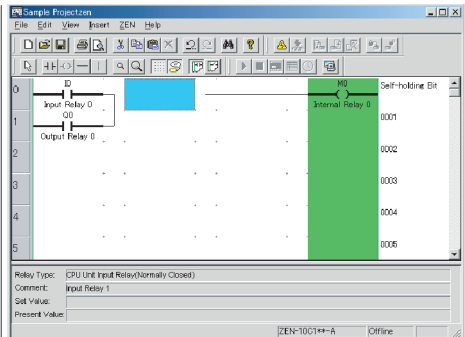 Sample Project.zen
File Edit View Insert ZEN Help
0
I0
Input Relay 0
M0
Internal Relay 0
Self-holding Bit
1
Q0
Output Relay 0
0001
2
0002
3
0003
4
0004
5
0005
Relay Type: CPU Unit Input Relay(Normally Closed)
Comment: Input Relay 1
Set Value:
Present Value:
ZEN-10C1**-A Offline